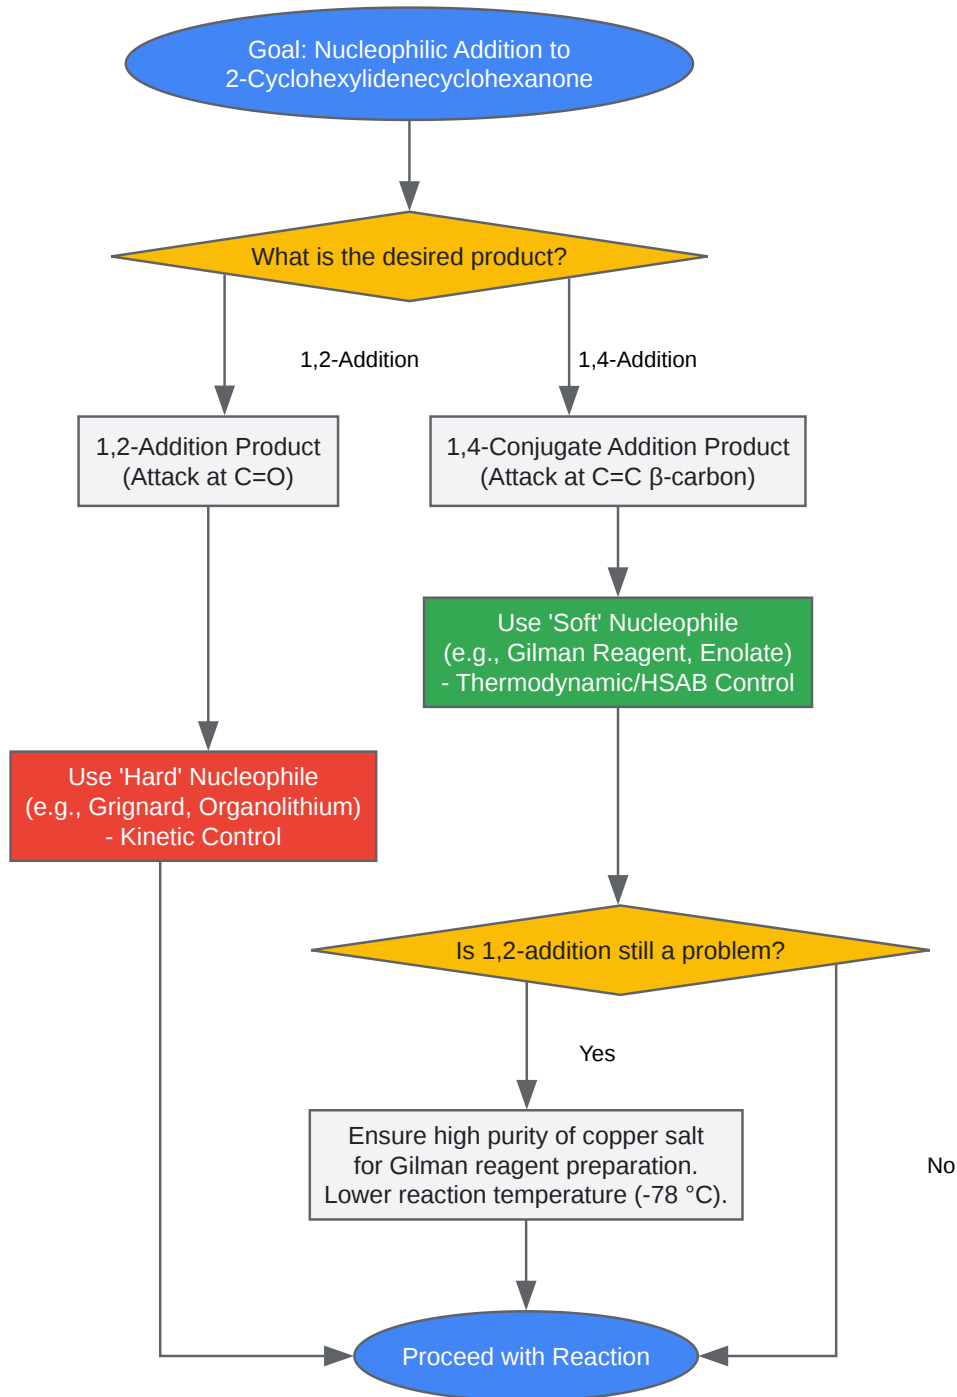 Goal: Nucleophilic Addition to
2-Cyclohexylidenecyclohexanone
What is the desired product?
1,2-Addition
1,4-Addition
1,2-Addition Product
(Attack at C=O)
1,4-Conjugate Addition Product
(Attack at C=C β-carbon)
Use 'Soft' Nucleophile
(e.g., Gilman Reagent, Enolate)
- Thermodynamic/HSAB Control
Use 'Hard' Nucleophile
(e.g., Grignard, Organolithium)
- Kinetic Control
Is 1,2-addition still a problem?
Yes
Ensure high purity of copper salt
for Gilman reagent preparation.
Lower reaction temperature (-78 °C).
No
Proceed with Reaction